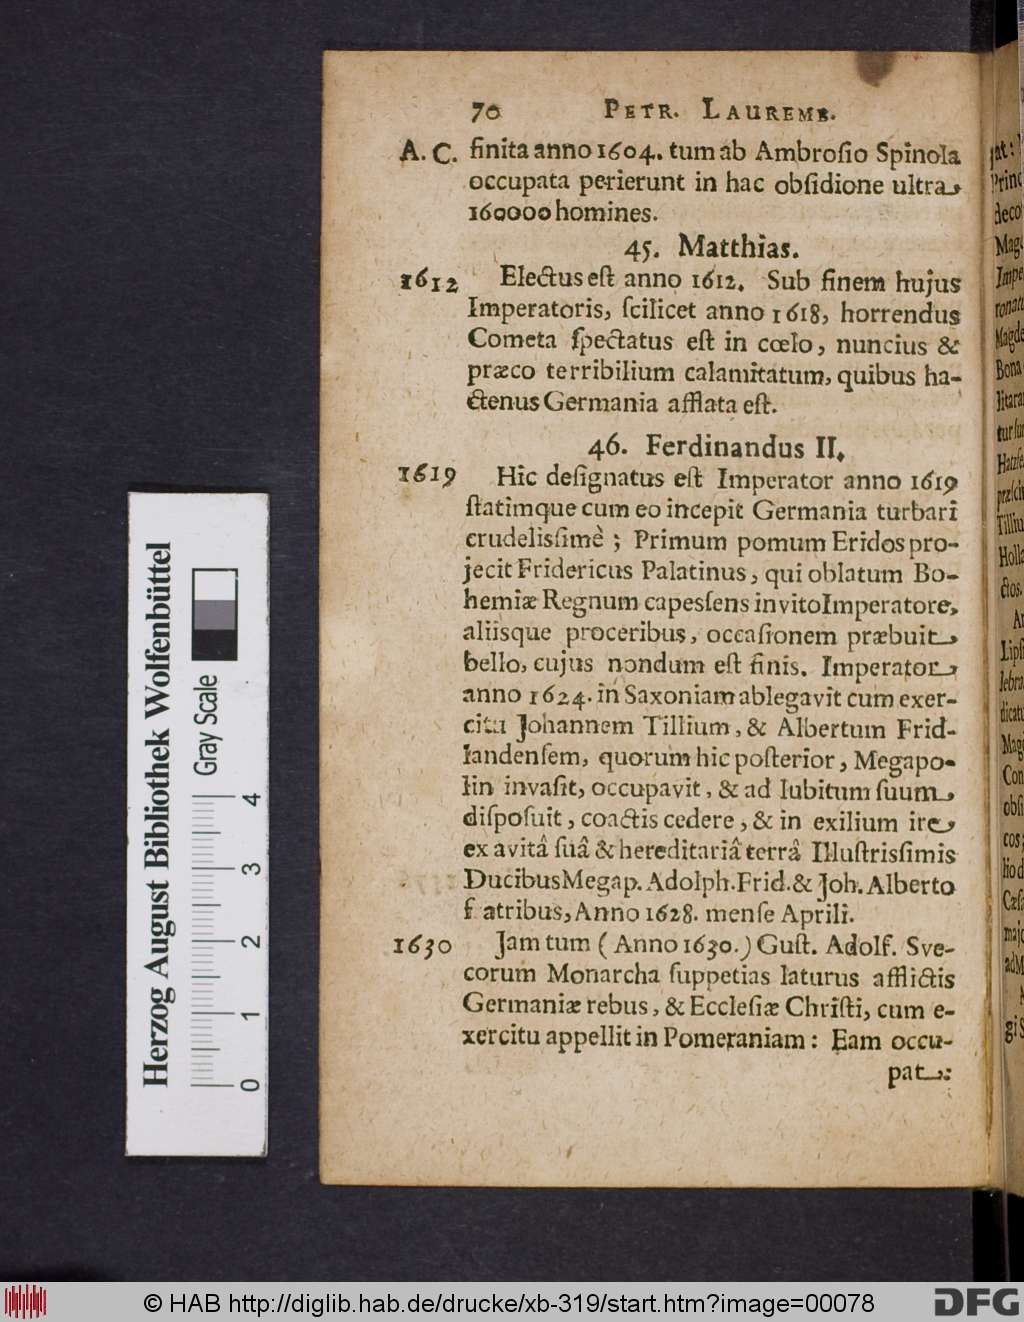 70 PETR. LAUREMB.
A. C. finita anno 1604. tum ab Ambroſio Spinola
occupata perierunt in hac obſidione ultra
160000 homines.
45. Matthias.
1612 Electus eſt anno 1612. Sub finem hujus
Imperatoris, ſcilicet anno 1618, horrendus
Cometa ſpectatus eſt in cœlo, nuncius &
præco terribilium calamitatum, quibus ha-
ctenus Germania afflata eſt.
46. Ferdinandus II.
1619 Hic deſignatus eſt Imperator anno 1619
ſtatimque cum eo incepit Germania turbari
crudelisſimè ; Primum pomum Eridos pro-
jecit Fridericus Palatinus, qui oblatum Bo-
hemiæ Regnum capesſens invito Imperatore,
aliisque proceribus, occaſionem præbuit
bello, cujus nondum eſt finis. Imperator
anno 1624. in Saxoniam ablegavit cum exer-
citu Johannem Tillium, & Albertum Frid-
landenſem, quorum hic poſterior, Megapo-
lin invaſit, occupavit, & ad lubitum ſuum
diſpoſuit, coactis cedere, & in exilium ire
ex avitâ ſuâ & hereditariâ terrâ Illuſtrisſimis
Ducibus Megap. Adolph. Frid. & Joh. Alberto
f atribus, Anno 1628. menſe Aprili.
1630 Jam tum ( Anno 1630. ) Guſt. Adolf. Sve-
corum Monarcha ſuppetias laturus afflictis
Germaniæ rebus, & Eccleſiæ Chriſti, cum e-
xercitu appellit in Pomeraniam : Eam occu-
pat :
Herzog August Bibliothek Wolfenbüttel
Gray Scale
0 1 2 3 4
© HAB http://diglib.hab.de/drucke/xb-319/start.htm?image=00078
DFG